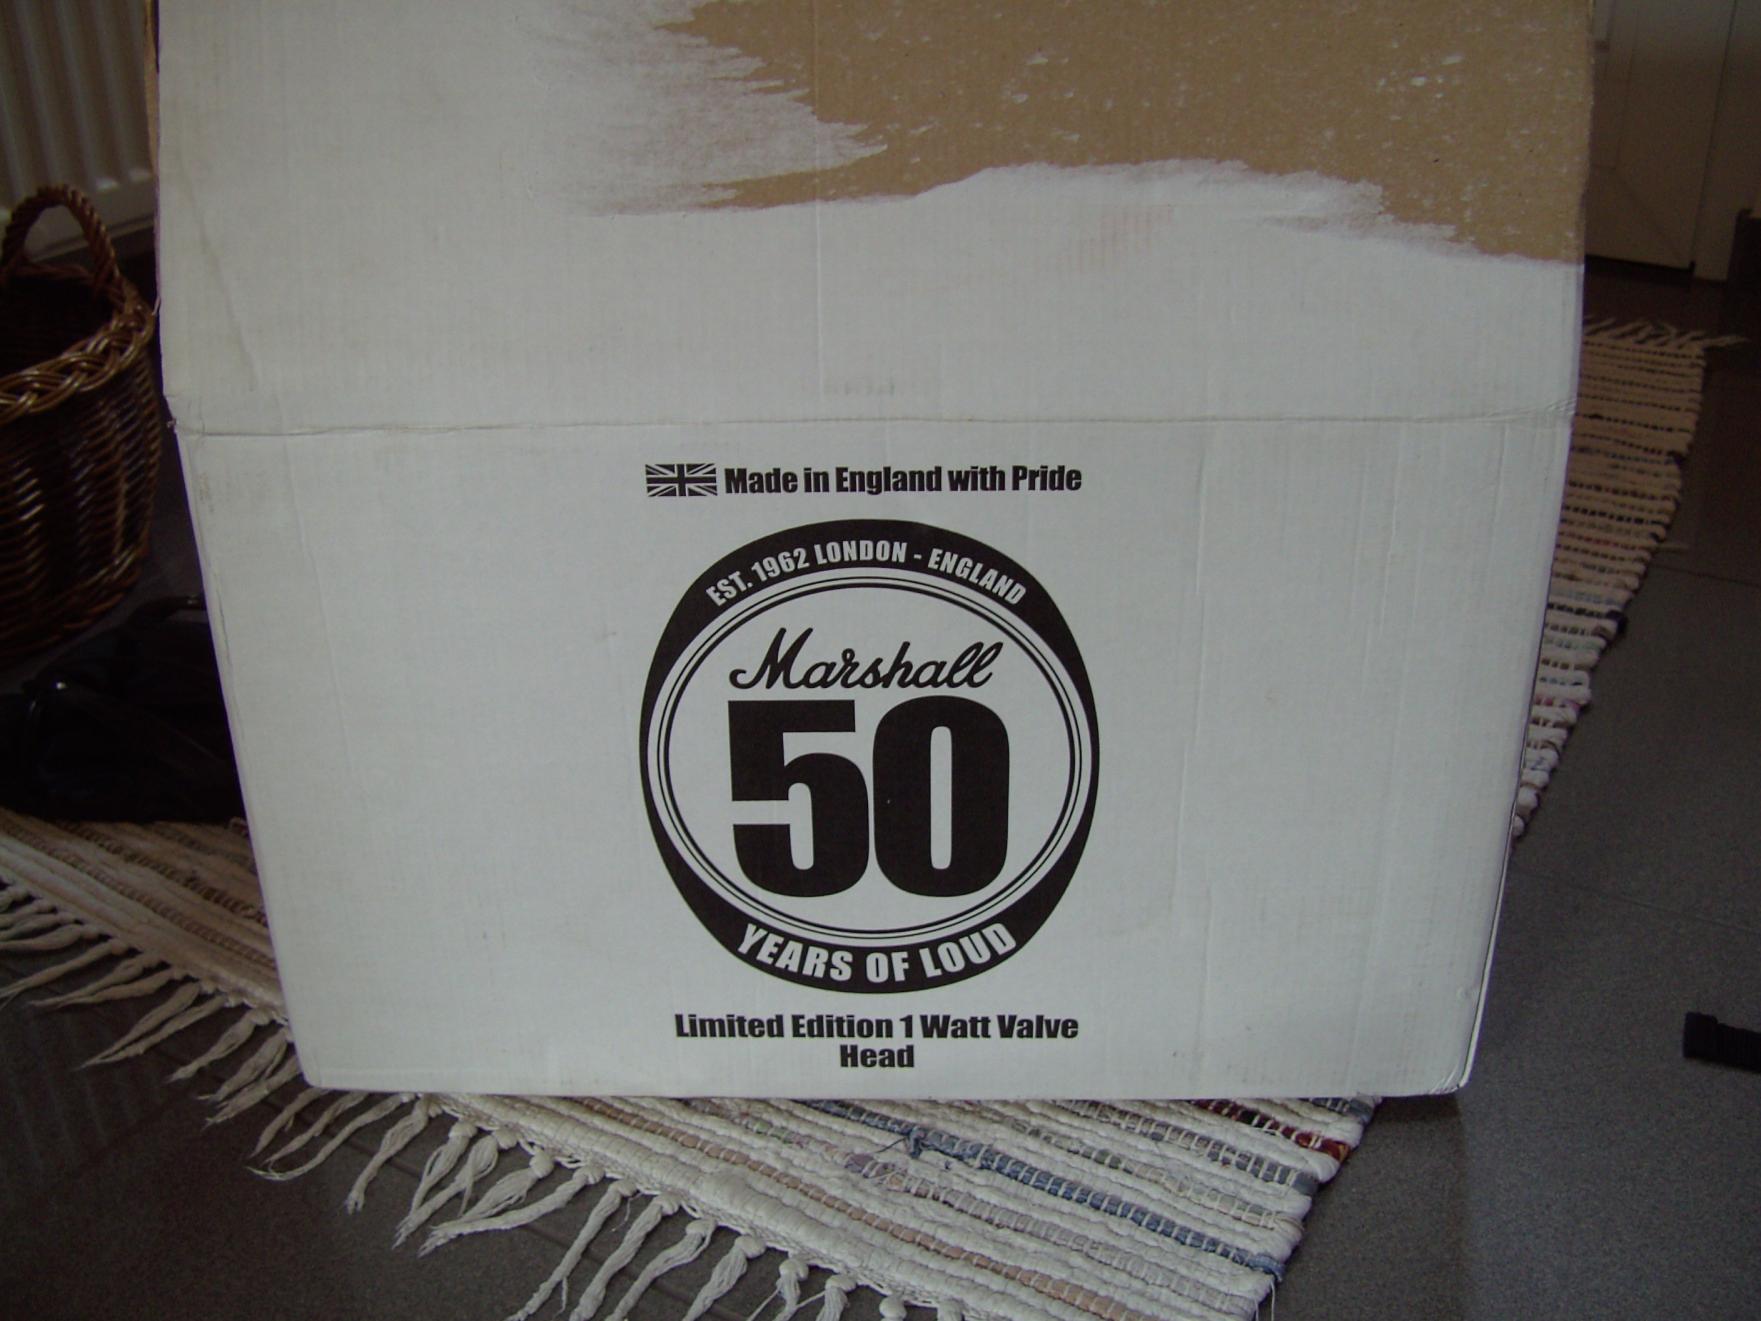 Made in England with Pride
EST. 1962 LONDON - ENGLAND
Marshall
50
YEARS OF LOUD
Limited Edition 1 Watt Valve
Head